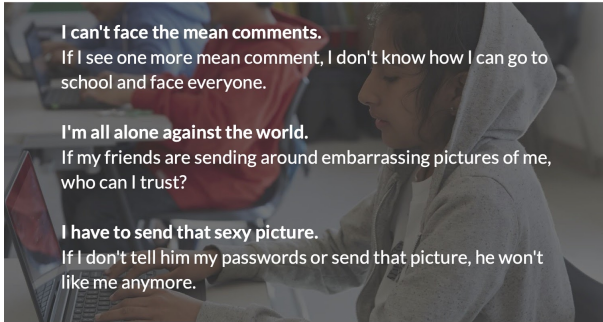 I can't face the mean comments.
If I see one more mean comment, I don't know how I can go to
school and face everyone.
I'm all alone against the world.
If my friends are sending around embarrassing pictures of me,
who can I trust?
I have to send that sexy picture.
If I don't tell him my passwords or send that picture, he won't
like me anymore.